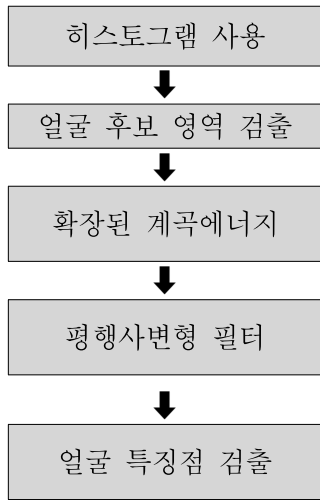 히스토그램 사용
얼굴 후보 영역 검출
확장된 계곡에너지
평행사변형 필터
얼굴 특징점 검출